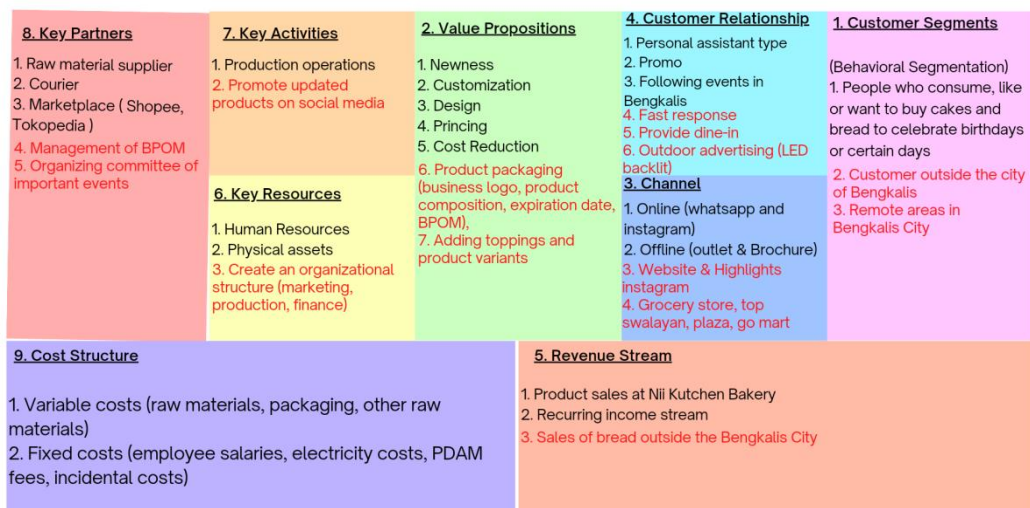 8. Key Partners
1. Raw material supplier
2. Courier
3. Marketplace ( Shopee,
Tokopedia )
4. Management of BPOM
5. Organizing committee of
important events
7. Key Activities
1. Production operations
2. Promote updated
products on social media
6. Key Resources
1. Human Resources
2. Physical assets
3. Create an organizational
structure (marketing,
production, finance)
2. Value Propositions
1. Newness
2. Customization
3. Design
4. Princing
5. Cost Reduction
6. Product packaging
(business logo, product
composition, expiration date,
BPOM),
7. Adding toppings and
product variants
4. Customer Relationship
1. Personal assistant type
2. Promo
3. Following events in
Bengkalis
4. Fast response
5. Provide dine-in
6. Outdoor advertising (LED
backlit)
3. Channel
1. Online (whatsapp and
instagram)
2. Offline (outlet & Brochure)
3. Website & Highlights
instagram
4. Grocery store, top
swalayan, plaza, go mart
1. Customer Segments
(Behavioral Segmentation)
1. People who consume, like
or want to buy cakes and
bread to celebrate birthdays
or certain days
2. Customer outside the city
of Bengkalis
3. Remote areas in
Bengkalis City
9. Cost Structure
1. Variable costs (raw materials, packaging, other raw
materials)
2. Fixed costs (employee salaries, electricity costs, PDAM
fees, incidental costs)
5. Revenue Stream
1. Product sales at Nii Kutchen Bakery
2. Recurring income stream
3. Sales of bread outside the Bengkalis City